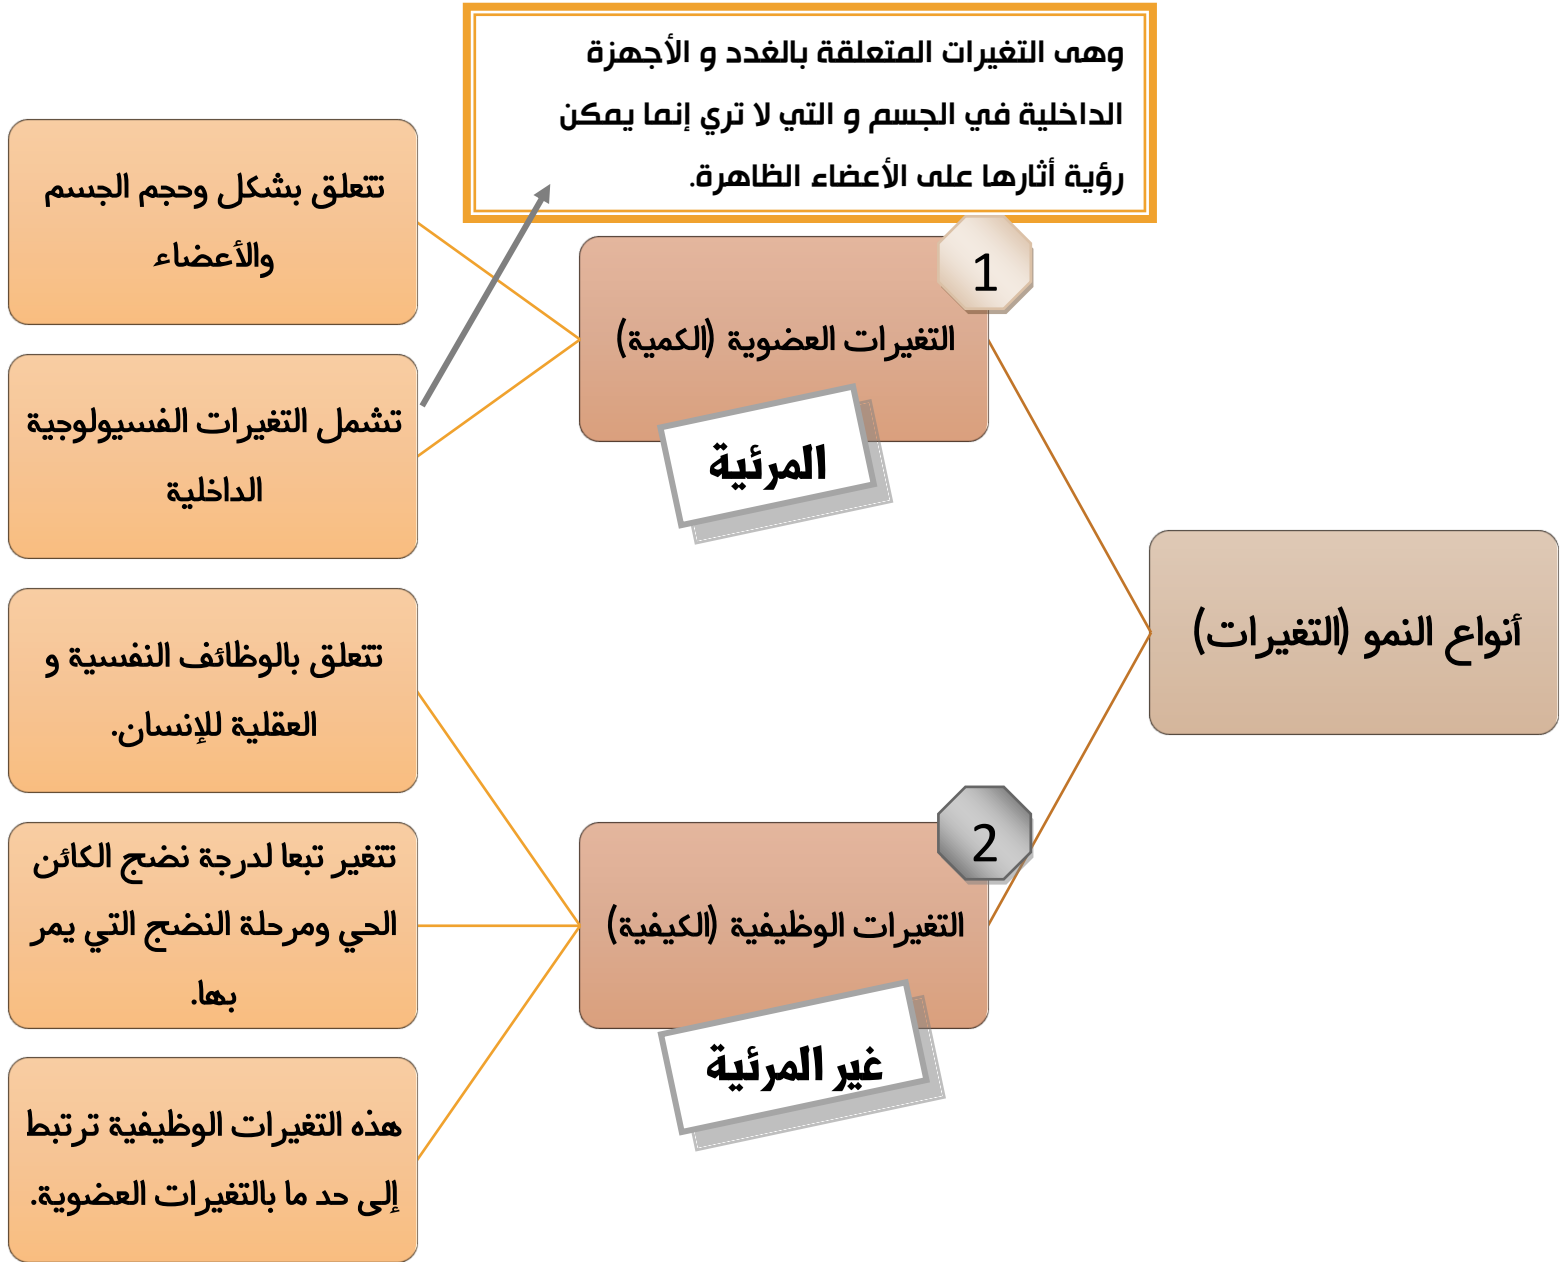 وهى التغيرات المتعلقة بالغدد و الأجهزة
الداخلية في الجسم و التي لا تري إنما يمكن
رؤية أثارها على الأعضاء الظاهرة.
أنواع النمو (التغيرات)
1
التغيرات العضوية (الكمية)
المرئية
تتعلق بشكل وحجم الجسم
والأعضاء
تشمل التغيرات الفسيولوجية
الداخلية
2
التغيرات الوظيفية (الكيفية)
غير المرئية
تتعلق بالوظائف النفسية و
العقلية للإنسان.
تتغير تبعا لدرجة نضج الكائن
الحي ومرحلة النضج التي يمر
بها.
هذه التغيرات الوظيفية ترتبط
إلى حد ما بالتغيرات العضوية.